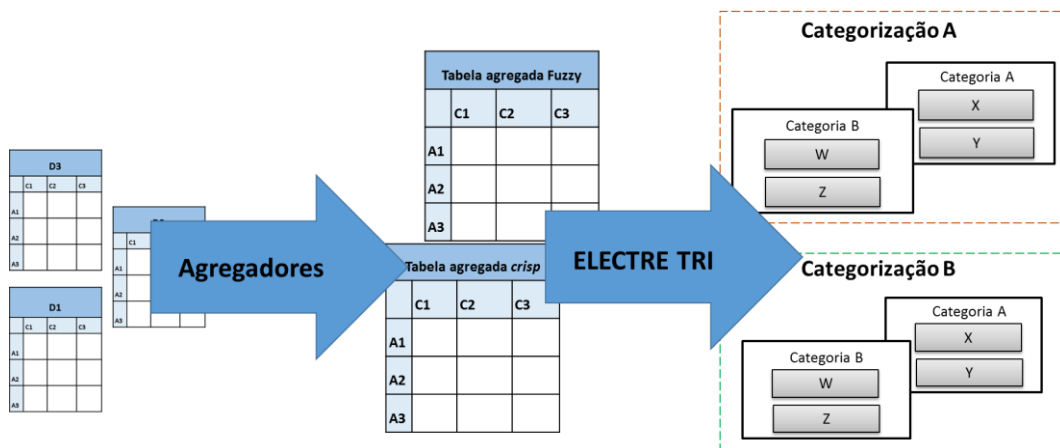 D3
C1 C2 C3
A1
A2
A3
D1
C1 C2 C3
A1
A2
A3
C1
A1
A2
A3
Agregadores
Tabela agregada Fuzzy
C1 C2 C3
A1
A2
A3
Tabela agregada crisp
C1 C2 C3
A1
A2
A3
ELECTRE TRI
Categorização A
Categoria A
X
Y
Categoria B
W
Z
Categorização B
Categoria A
X
Y
Categoria B
W
Z